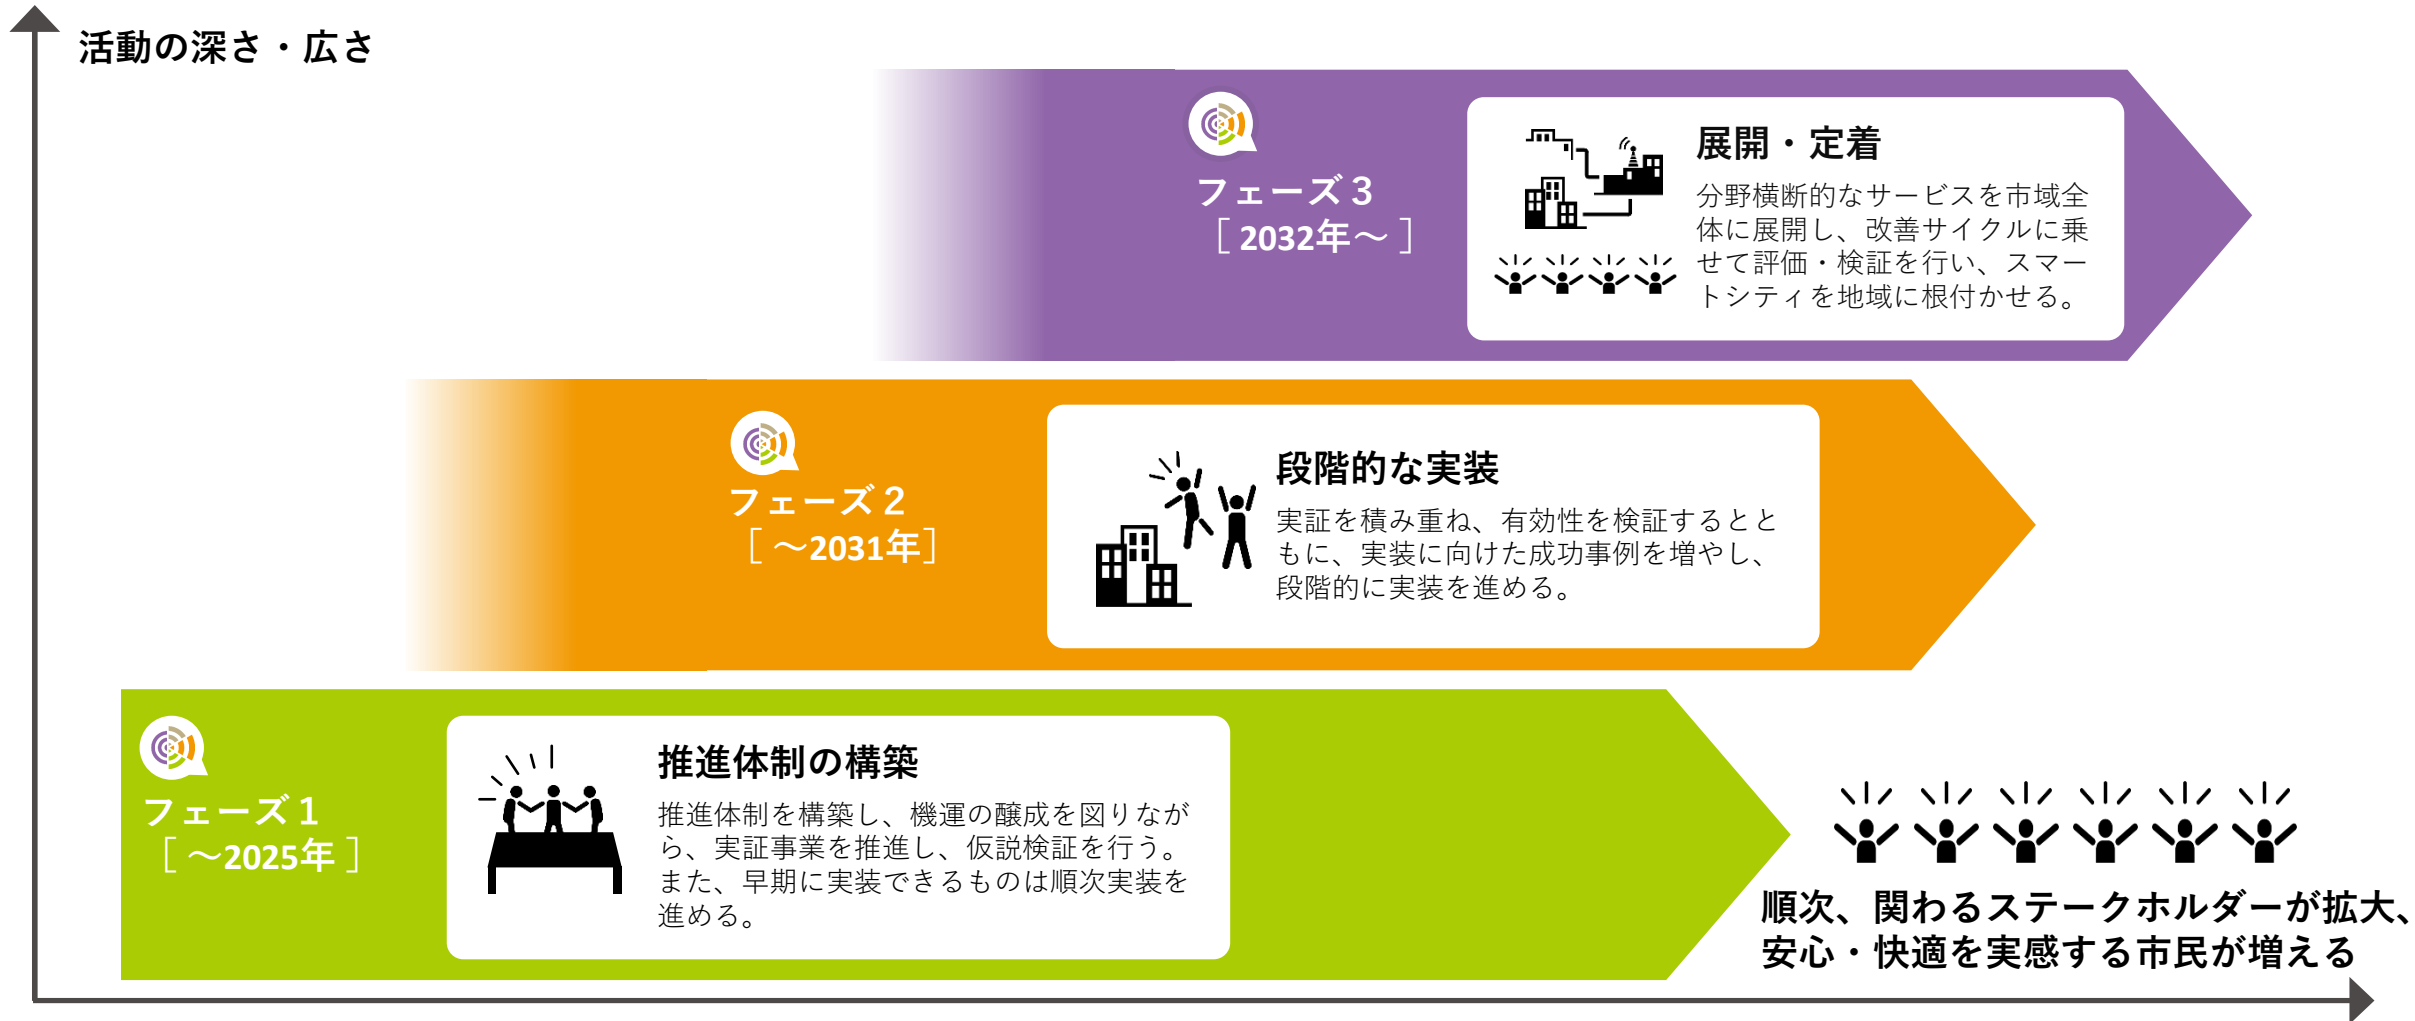 活動の深さ・広さ
フェーズ３
［ 2032年～ ］
展開・定着
分野横断的なサービスを市域全
体に展開し、改善サイクルに乗
せて評価・検証を行い、スマー
トシティを地域に根付かせる。
フェーズ２
［ ～2031年］
段階的な実装
実証を積み重ね、有効性を検証するとと
もに、実装に向けた成功事例を増やし、
段階的に実装を進める。
フェーズ１
［ ～2025年 ］
推進体制の構築
推進体制を構築し、機運の醸成を図りなが
ら、実証事業を推進し、仮説検証を行う。
また、早期に実装できるものは順次実装を
進める。
順次、関わるステークホルダーが拡大、
安心・快適を実感する市民が増える